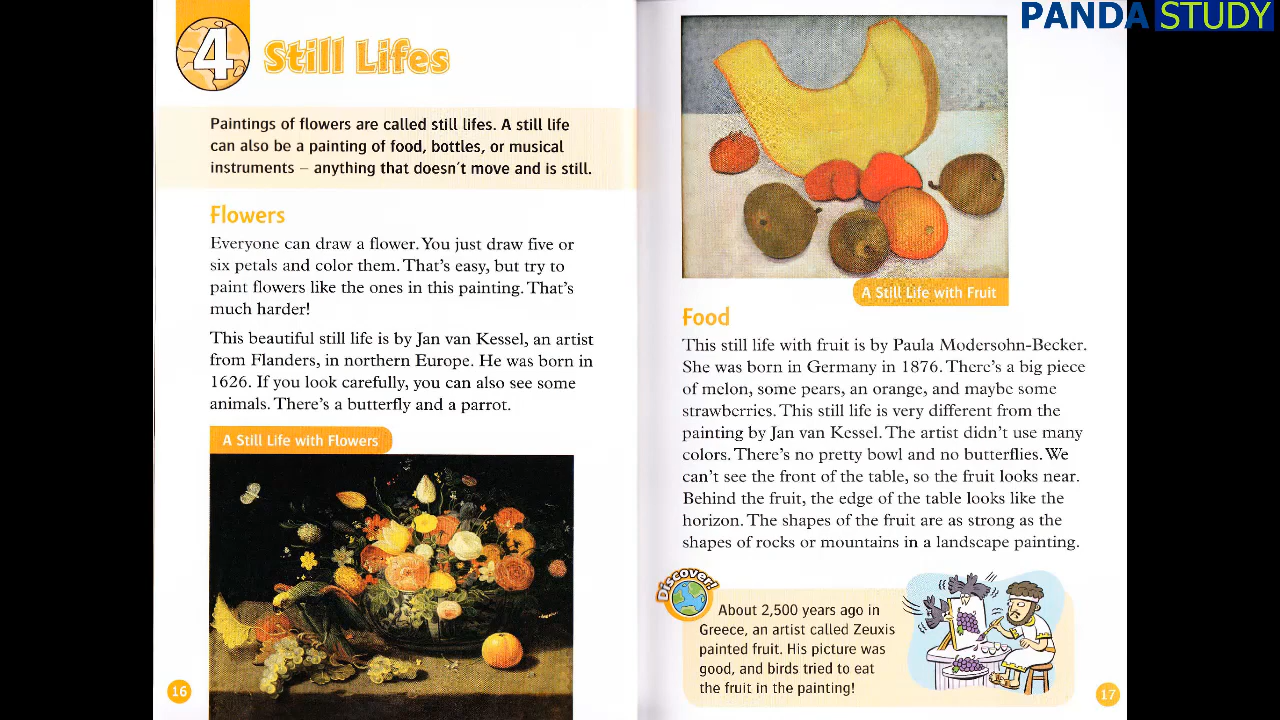 PANDA STUDY
4
Still Lifes
Paintings of flowers are called still lifes. A still life
can also be a painting of food, bottles, or musical
instruments – anything that doesn't move and is still.
Flowers
Everyone can draw a flower. You just draw five or
six petals and color them. That's easy, but try to
paint flowers like the ones in this painting. That's
much harder!
This beautiful still life is by Jan van Kessel, an artist
from Flanders, in northern Europe. He was born in
1626. If you look carefully, you can also see some
animals. There's a butterfly and a parrot.
A Still Life with Flowers
16
A Still Life with Fruit
Food
This still life with fruit is by Paula Modersohn-Becker.
She was born in Germany in 1876. There's a big piece
of melon, some pears, an orange, and maybe some
strawberries. This still life is very different from the
painting by Jan van Kessel. The artist didn't use many
colors. There's no pretty bowl and no butterflies. We
can't see the front of the table, so the fruit looks near.
Behind the fruit, the edge of the table looks like the
horizon. The shapes of the fruit are as strong as the
shapes of rocks or mountains in a landscape painting.
Discover!
About 2,500 years ago in
Greece, an artist called Zeuxis
painted fruit. His picture was
good, and birds tried to eat
the fruit in the painting!
17